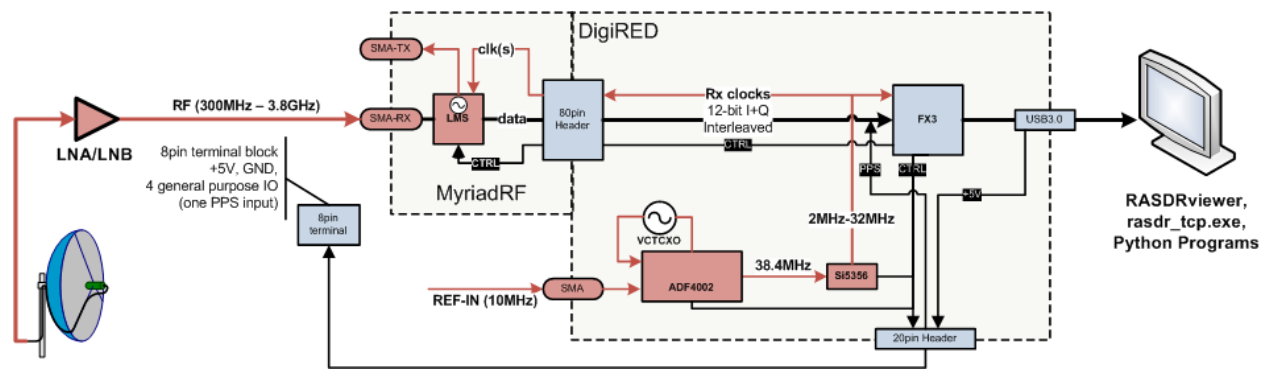 DigiRED
SMA-TX
clk(s)
RF (300MHz – 3.8GHz)
SMA-RX
LMS
data
80pin
Header
Rx clocks
12-bit I+Q
Interleaved
FX3
USB3.0
LNA/LNB
CTRL
CTRL
PPS
CTRL
+5V
8pin terminal block
+5V, GND,
4 general purpose IO
(one PPS input)
MyriadRF
8pin
terminal
VCTCXO
2MHz-32MHz
RASDRviewer,
rasdr_tcp.exe,
Python Programs
38.4MHz
Si5356
ADF4002
REF-IN (10MHz)
SMA
20pin Header